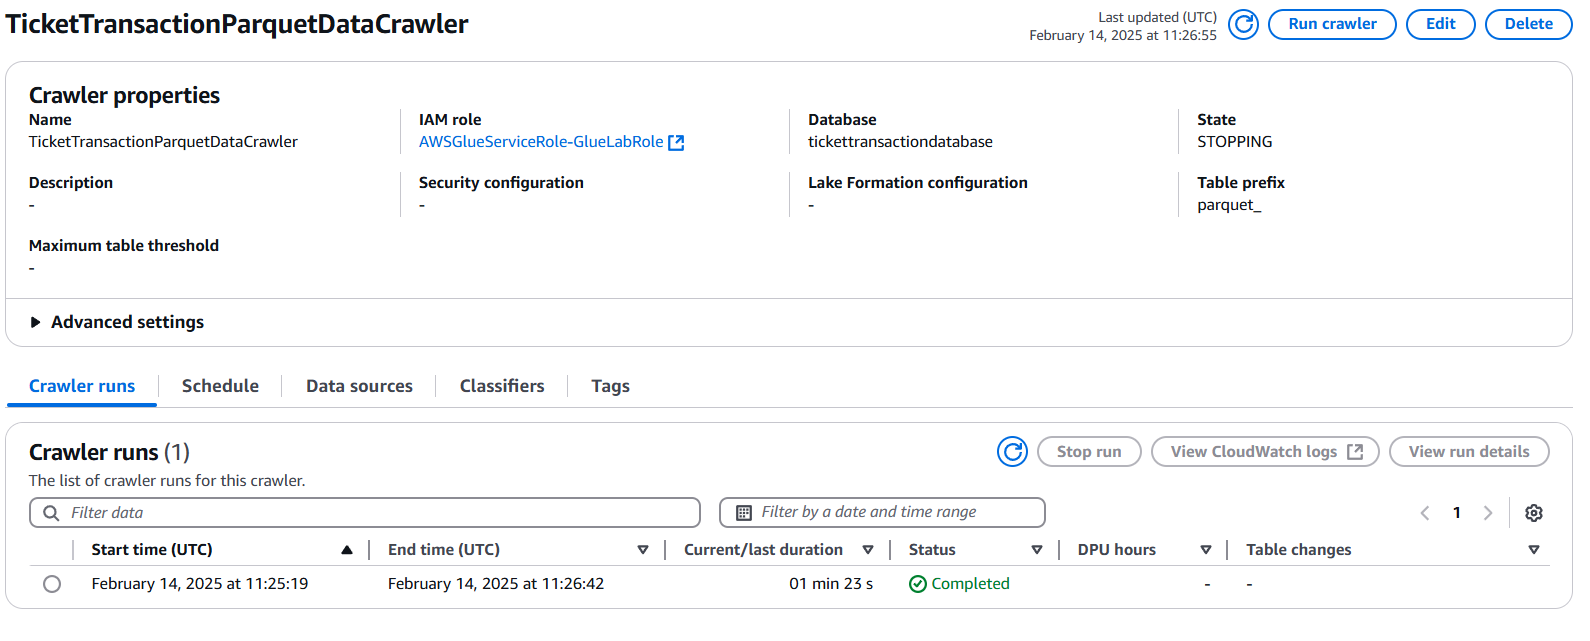 TicketTransactionParquetDataCrawler
Last updated (UTC)
February 14, 2025 at 11:26:55
Run crawler
Edit
Delete
Crawler properties
Name
TicketTransactionParquetDataCrawler
IAM role
AWSGlueServiceRole-GlueLabRole
Database
tickettransactiondatabase
State
STOPPING
Description
-
Security configuration
-
Lake Formation configuration
-
Table prefix
parquet_
Maximum table threshold
-
Advanced settings
Crawler runs
Schedule
Data sources
Classifiers
Tags
Crawler runs (1)
The list of crawler runs for this crawler.
Stop run
View CloudWatch logs
View run details
Filter data
Filter by a date and time range
1
Start time (UTC)
End time (UTC)
Current/last duration
Status
DPU hours
Table changes
February 14, 2025 at 11:25:19
February 14, 2025 at 11:26:42
01 min 23 s
Completed
-
-